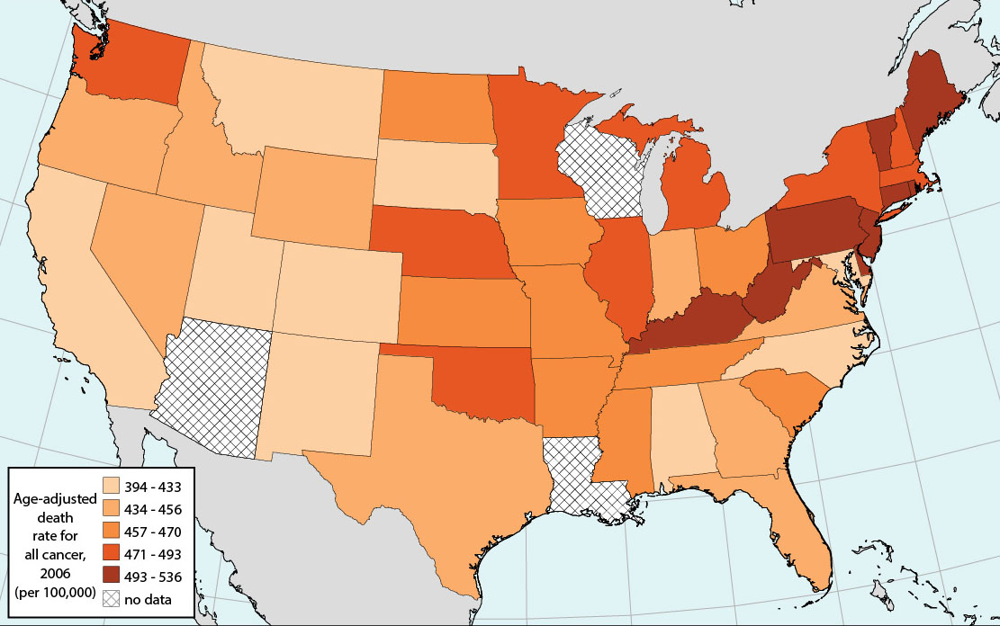 Age-adjusted
death
rate for
all cancer,
2006
(per 100,000)
394 - 433
434 - 456
457 - 470
471 - 493
493 - 536
no data